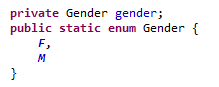 private Gender gender;
public static enum Gender {
    F,
    M
}